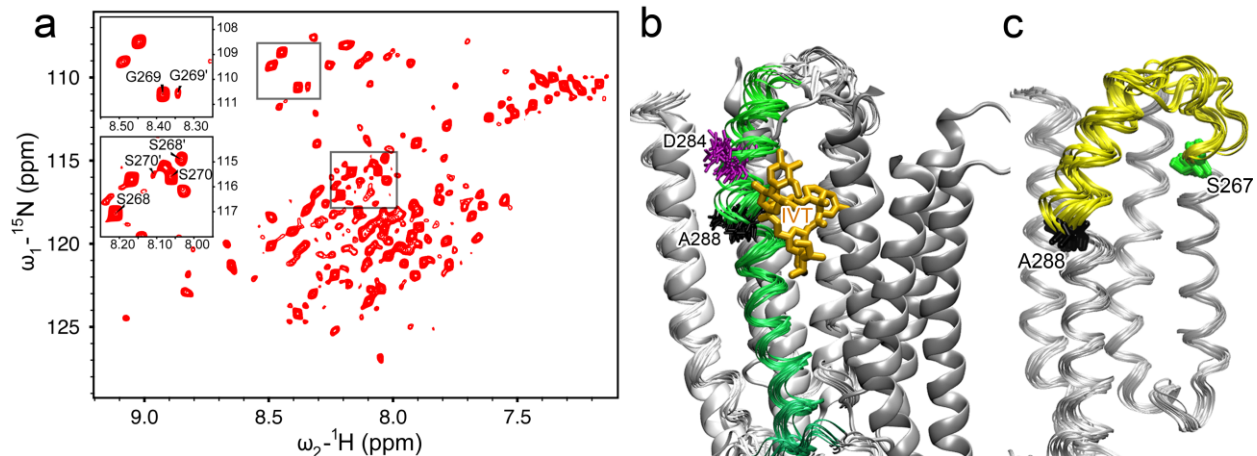 a
b
c
108
109
110
111
G269
G269'
8.50
8.40
8.30
115
116
117
S268'
S270'
S270
S268
8.20
8.10
8.00
110
115
120
125
ω₁-¹⁵N (ppm)
9.0
8.5
8.0
7.5
ω₂-¹H (ppm)
D284
A288
IVT
S267
A288